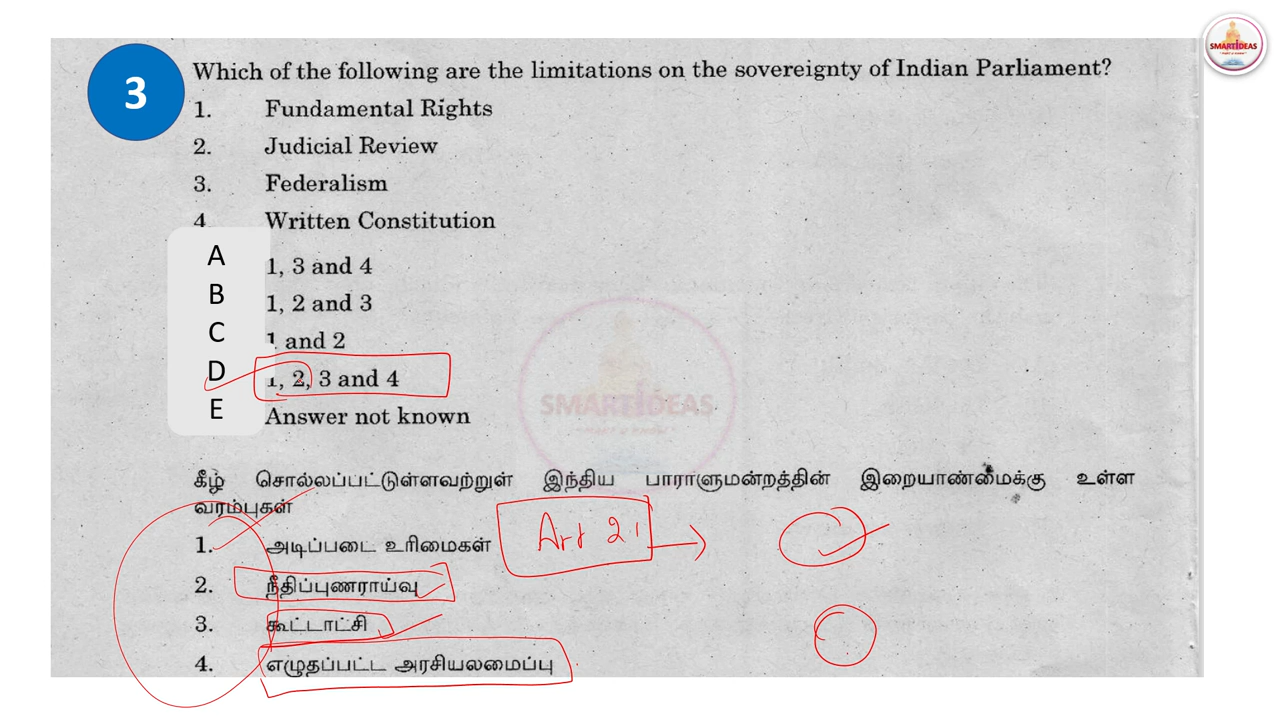 SMARTIDEAS
3
Which of the following are the limitations on the sovereignty of Indian Parliament?
1. Fundamental Rights
2. Judicial Review
3. Federalism
4. Written Constitution
A 1, 3 and 4
B 1, 2 and 3
C 1 and 2
D 1, 2, 3 and 4
E Answer not known
SMARTIDEAS
கீழ் சொல்லப்பட்டுள்ளவற்றுள் இந்திய பாராளுமன்றத்தின் இறையாண்மைக்கு உள்ள
வரம்புகள்
1. அடிப்படை உரிமைகள்
Art 21
2. நீதிப்புணராய்வு
3. கூட்டாட்சி
4. எழுதப்பட்ட அரசியலமைப்பு